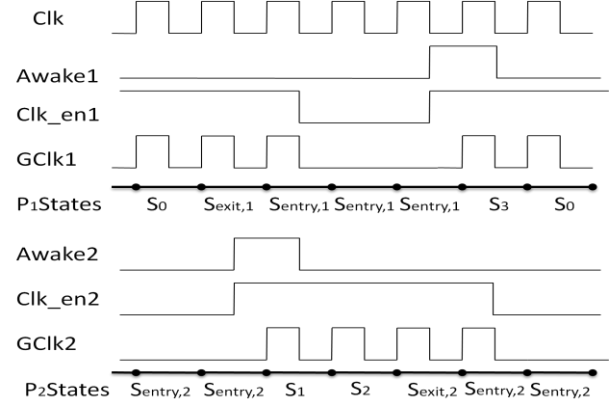 Clk
Awake1
Clk_en1
GClk1
P1States S0 Sexit,1 Sentry,1 Sentry,1 Sentry,1 S3 S0
Awake2
Clk_en2
GClk2
P2States Sentry,2 Sentry,2 S1 S2 Sexit,2 Sentry,2 Sentry,2